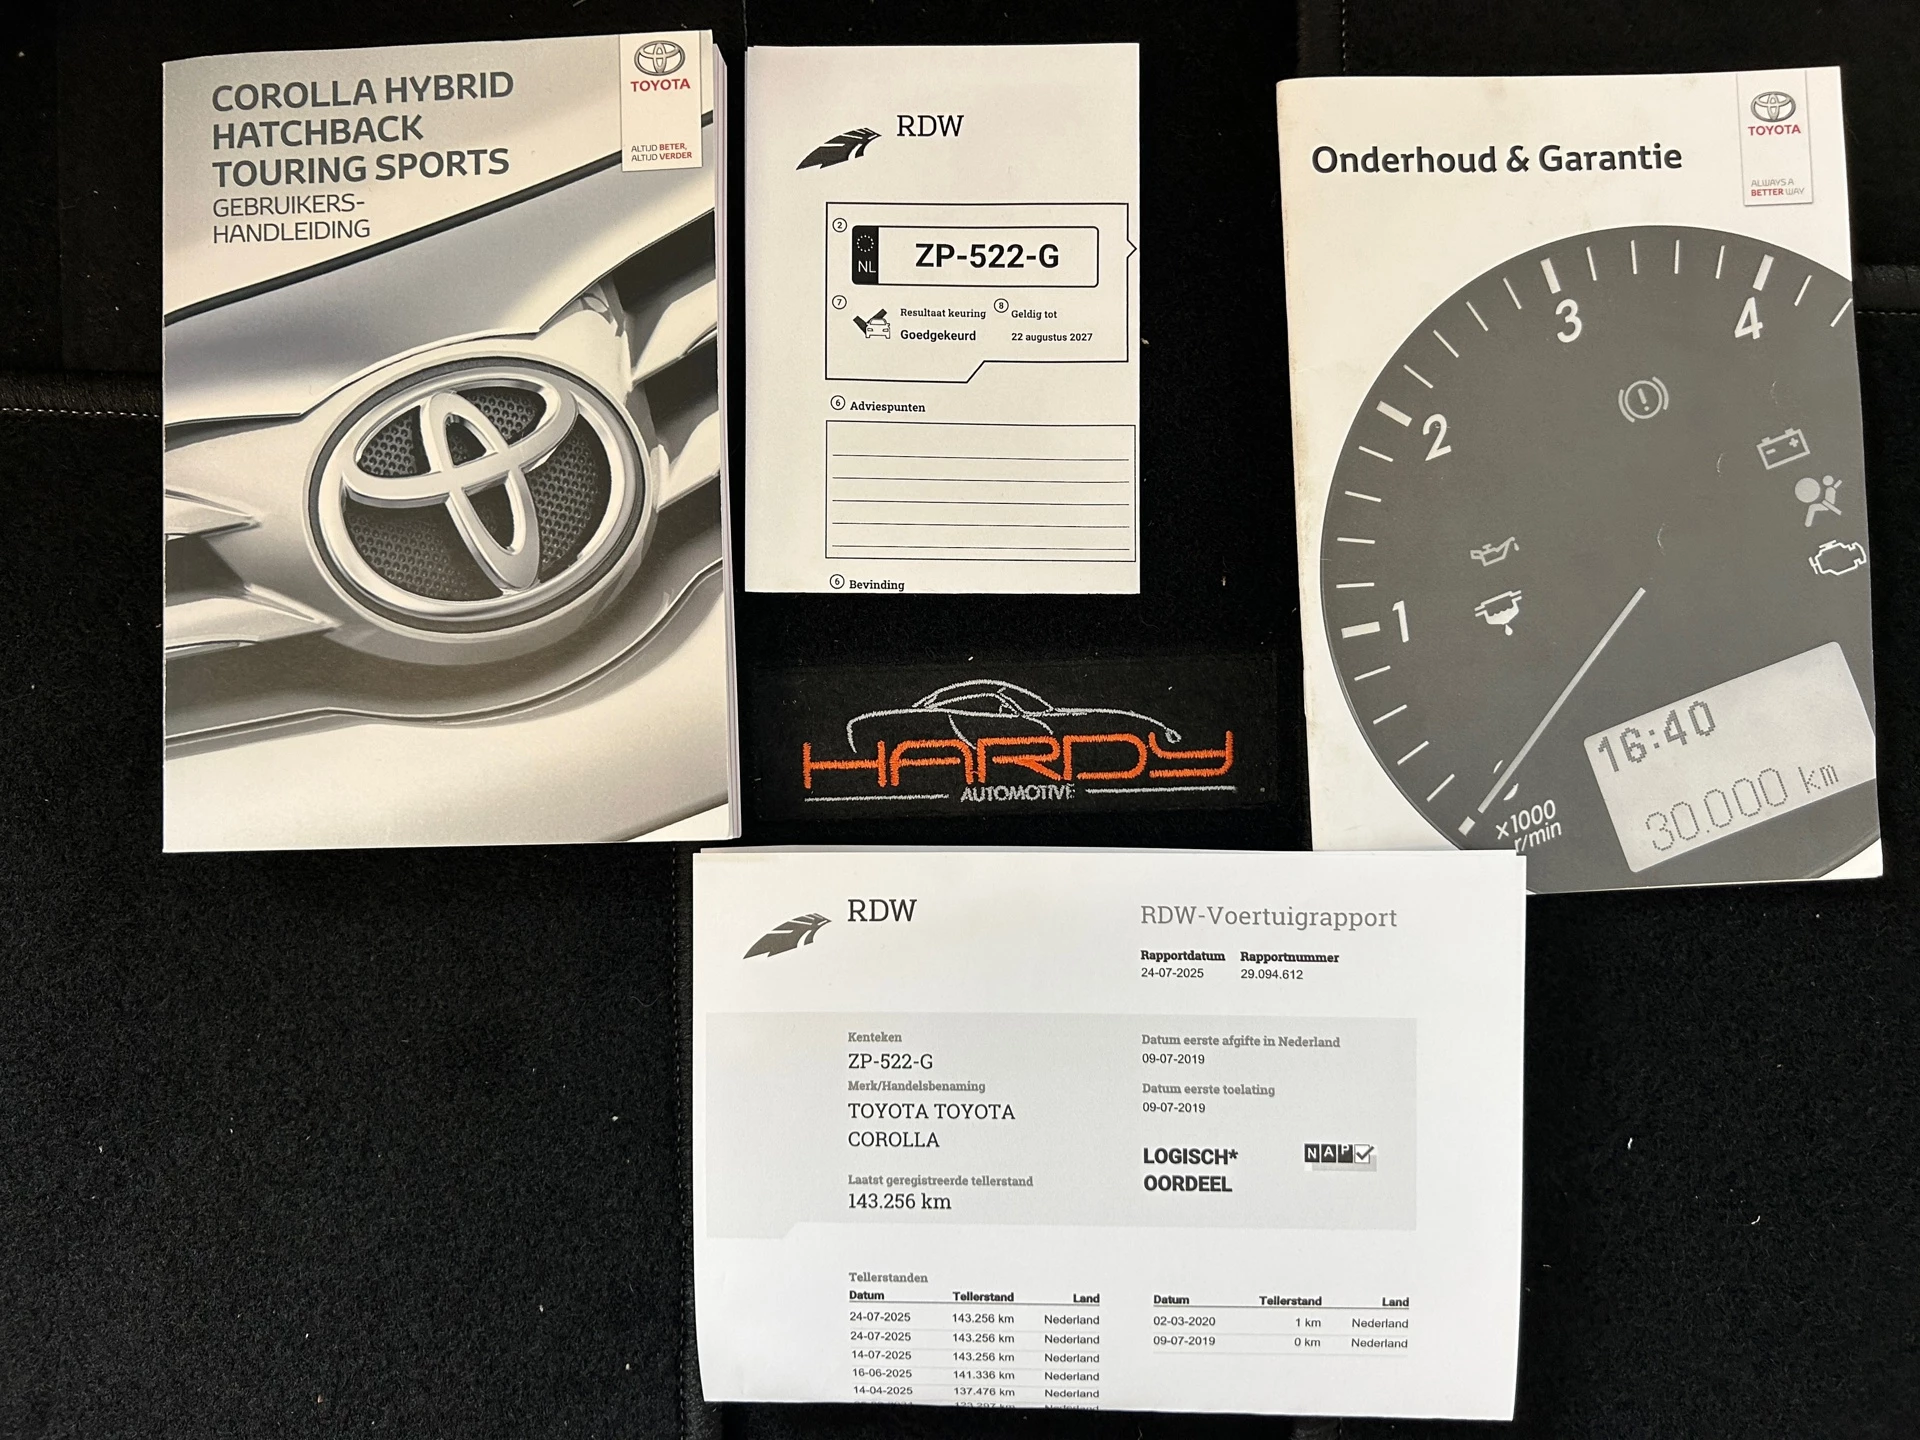 COROLLA HYBRID
HATCHBACK
TOURING SPORTS
GEBRUIKERS-
HANDLEIDING
TOYOTA
ALTIJD BETER,
ALTIJD VERDER
RDW
2
NL
ZP-522-G
7
Resultaat keuring
8
Geldig tot
Goedgekeurd
22 augustus 2027
6 Adviespunten
6 Bevinding
Onderhoud & Garantie
TOYOTA
ALWAYS A
BETTER WAY
1
2
3
4
16:40
30.000 km
x1000
r/min
HARDY
AUTOMOTIVE
RDW
RDW-Voertuigrapport
Rapportdatum Rapportnummer
24-07-2025 29.094.612
Kenteken
ZP-522-G
Merk/Handelsbenaming
TOYOTA TOYOTA
COROLLA
Laatst geregistreerde tellerstand
143.256 km
Datum eerste afgifte in Nederland
09-07-2019
Datum eerste toelating
09-07-2019
LOGISCH*
OORDEEL
NAP
Tellerstanden
Datum Tellerstand Land
24-07-2025 143.256 km Nederland
24-07-2025 143.256 km Nederland
14-07-2025 143.256 km Nederland
16-06-2025 141.336 km Nederland
14-04-2025 137.476 km Nederland
Datum Tellerstand Land
02-03-2020 1 km Nederland
09-07-2019 0 km Nederland